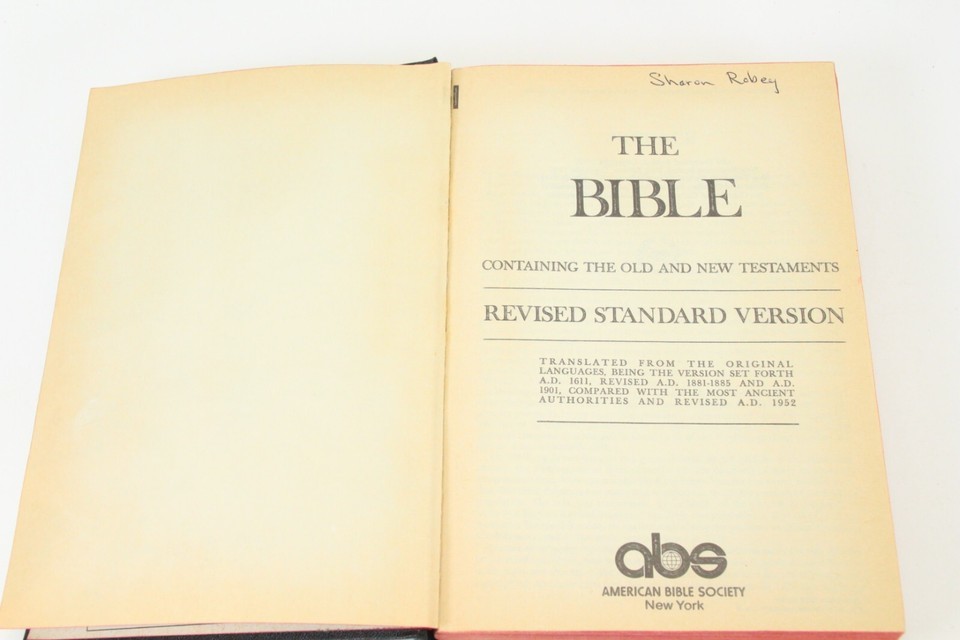 Sharon Robey
THE
BIBLE
CONTAINING THE OLD AND NEW TESTAMENTS
REVISED STANDARD VERSION
TRANSLATED FROM THE ORIGINAL
LANGUAGES, BEING THE VERSION SET FORTH
A.D. 1611, REVISED A.D. 1881-1885 AND A.D.
1901, COMPARED WITH THE MOST ANCIENT
AUTHORITIES AND REVISED A.D. 1952
abs
AMERICAN BIBLE SOCIETY
New York